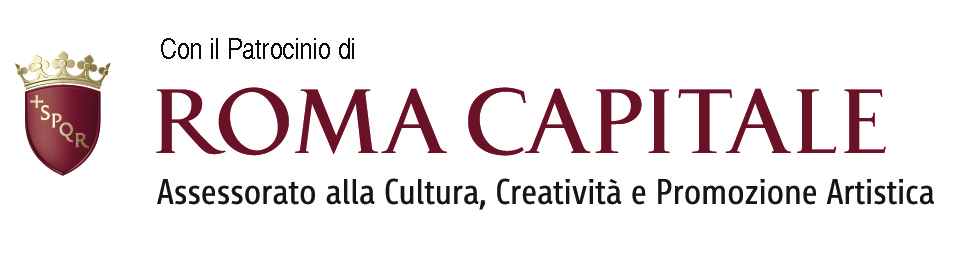 Con il Patrocinio di
+SPQR
ROMA CAPITALE
Assessorato alla Cultura, Creatività e Promozione Artistica